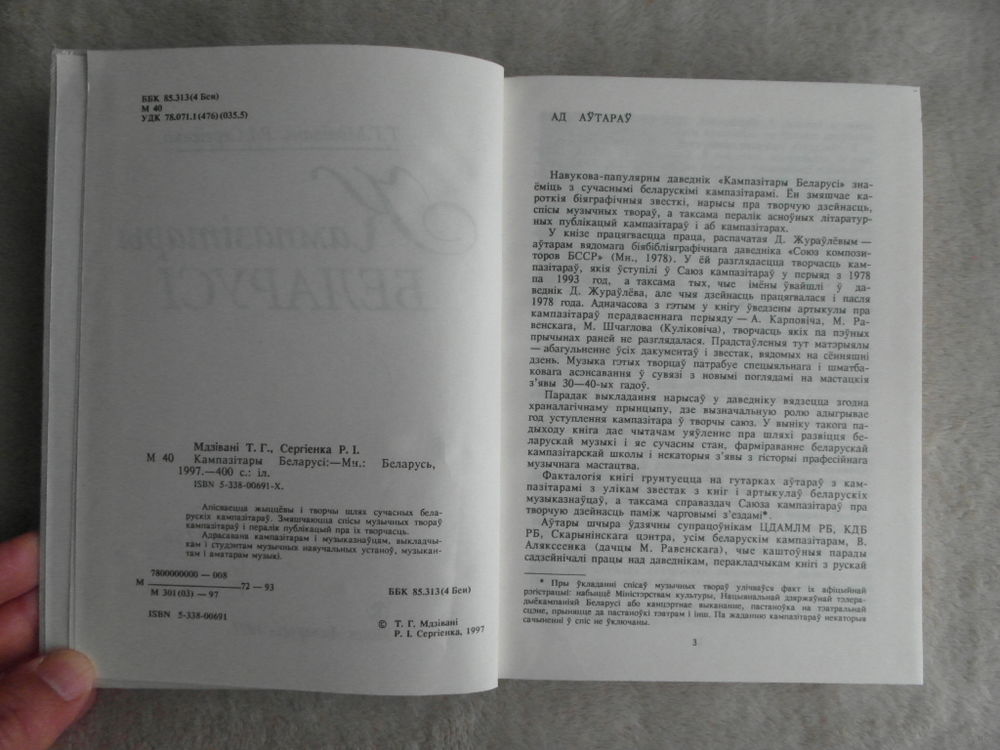 ББК 85.313(4 Беи)
М 40
УДК 78.071.1(476)(035.5)
Мдзівані Т. Г., Сергіенка Р. І.
М 40 Кампазітары Беларусі:—Мн.: Беларусь,
1997.—400 с.: іл.
ISBN 5-338-00691-X.
Апісваецца жыццёвы і творчы шлях сучасных бела-
рускіх кампазітараў. Змяшчаюцца спісы музычных твораў
кампазітараў і пералік публікацый пра іх творчасць.
Адрасавана кампазітарам і музыказнаўцам, выкладчы-
кам і студэнтам музычных навучальных устаноў, музыкан-
там і аматарам музыкі.
7800000000 — 008
М ——— 72 — 93
М 301(03) — 97
ББК 85.313(4 Беи)
ISBN 5-338-00691
© Т. Г. Мдзівані
Р. І. Сергіенка, 1997
АД АЎТАРАЎ
Навукова-папулярны даведнік «Кампазітары Беларусі» зна-
ёміць з сучаснымі беларускімі кампазітарамі. Ён змяшчае ка-
роткія біяграфічныя звесткі, нарысы пра творчую дзейнасць,
спісы музычных твораў, а таксама пералік асноўных літаратур-
ных публікацый кампазітараў і аб кампазітарах.
У кнізе працягваецца праца, распачатая Д. Жураўлёвым —
аўтарам вядомага біябібліяграфічнага даведніка «Союз компози-
торов БССР» (Мн., 1978). У ёй разглядаецца творчасць кам-
пазітараў, якія ўступілі ў Саюз кампазітараў у перыяд з 1978
па 1993 год, а таксама тых, чые імёны ўвайшлі ў да-
веднік Д. Жураўлёва, але чыя дзейнасць працягвалася і пасля
1978 года. Адначасова з гэтым у кнігу ўведзены артыкулы пра
кампазітараў перадваеннага перыяду — А. Карповіча, М. Ра-
венскага, М. Шчаглова (Куліковіча), творчасць якіх па пэўных
прычынах раней не разглядалася. Прадстаўленыя тут матэрыялы
— абагульненне ўсіх дакументаў і звестак, вядомых на сённяшні
дзень. Музыка гэтых творцаў патрабуе спецыяльнага і шматба-
ковага асэнсавання ў сувязі з новымі поглядамі на мастацкія
з'явы 30—40-ых гадоў.
Парадак выкладання нарысаў у даведніку вядзецца згодна
храналагічнаму прынцыпу, дзе вызначальную ролю адыгрывае
год уступлення кампазітара ў творчы саюз. У выніку такога па-
дыходу кніга дае чытачам уяўленне пра шляхі развіцця бе-
ларускай музыкі і яе сучасны стан, фарміраванне беларускай
кампазітарскай школы і некаторыя з'явы з гісторыі прафесійнага
музычнага мастацтва.
Факталогія кнігі грунтуецца на гутарках аўтараў з кам-
пазітарамі з улікам звестак з кніг і артыкулаў беларускіх
музыказнаўцаў, а таксама справаздач Саюза кампазітараў пра
творчую дзейнасць паміж чарговымі з'ездамі*.
Аўтары шчыра ўдзячны супрацоўнікам ЦДАМЛМ РБ, КДБ
РБ, Скарынінскага цэнтра, усім беларускім кампазітарам, В.
Алякссенка (дачцы М. Равенскага), чые каштоўныя парады
садзейнічалі працы над даведнікам, перакладчыкам кнігі з рускай
* Пры ўкладанні спісаў музычных твораў улічваўся факт іх афіцыйнай
рэгістрацыі: набыццё Міністэрствам культуры, Нацыянальнай дзяржаўнай тэлера-
дыёкампаніяй Беларусі або канцэртнае выкананне, пастаноўка на тэатральнай
сцэне, прыняцце да пастаноўкі тэатрам і інш. Па жаданню кампазітараў некаторыя
сачыненні ў спіс не ўключаны.
3